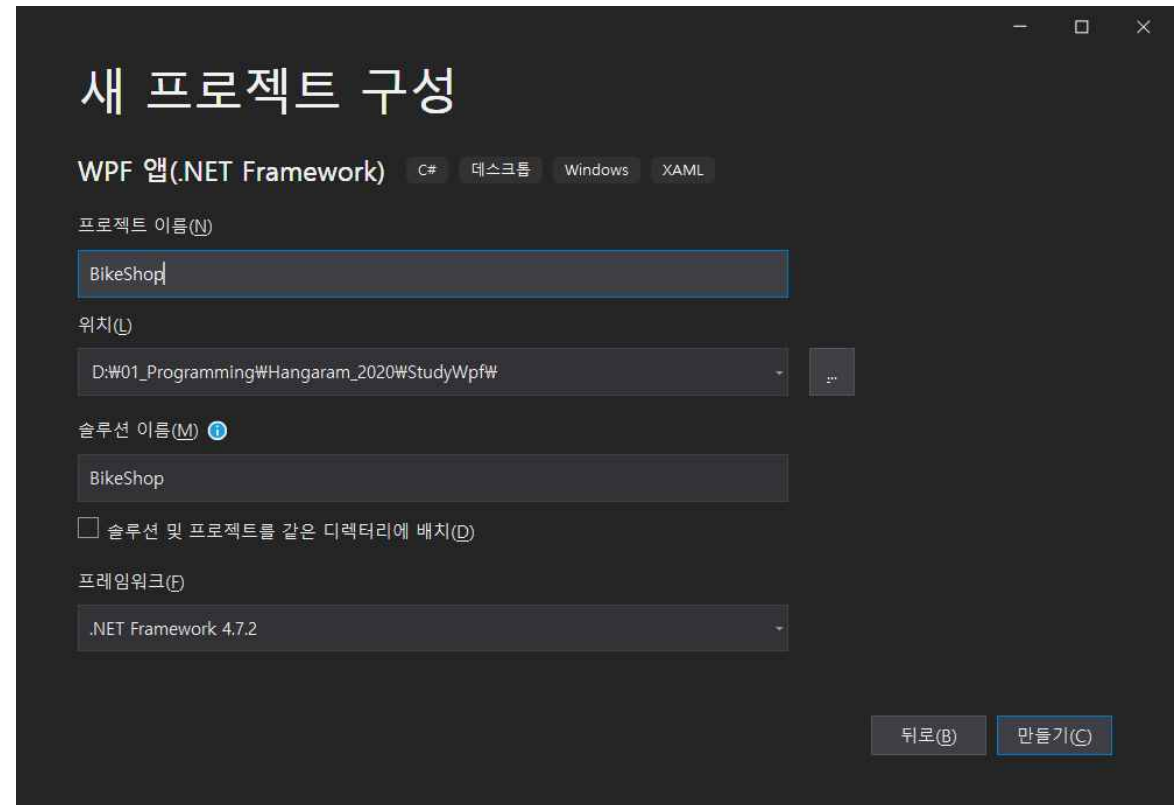 새 프로젝트 구성
WPF 앱(.NET Framework) C# 데스크톱 Windows XAML
프로젝트 이름(N)
BikeShop
위치(L)
D:₩01_Programming₩Hangaram_2020₩StudyWpf₩
...
솔루션 이름(M)
BikeShop
솔루션 및 프로젝트를 같은 디렉터리에 배치(D)
프레임워크(F)
.NET Framework 4.7.2
뒤로(B) 만들기(C)